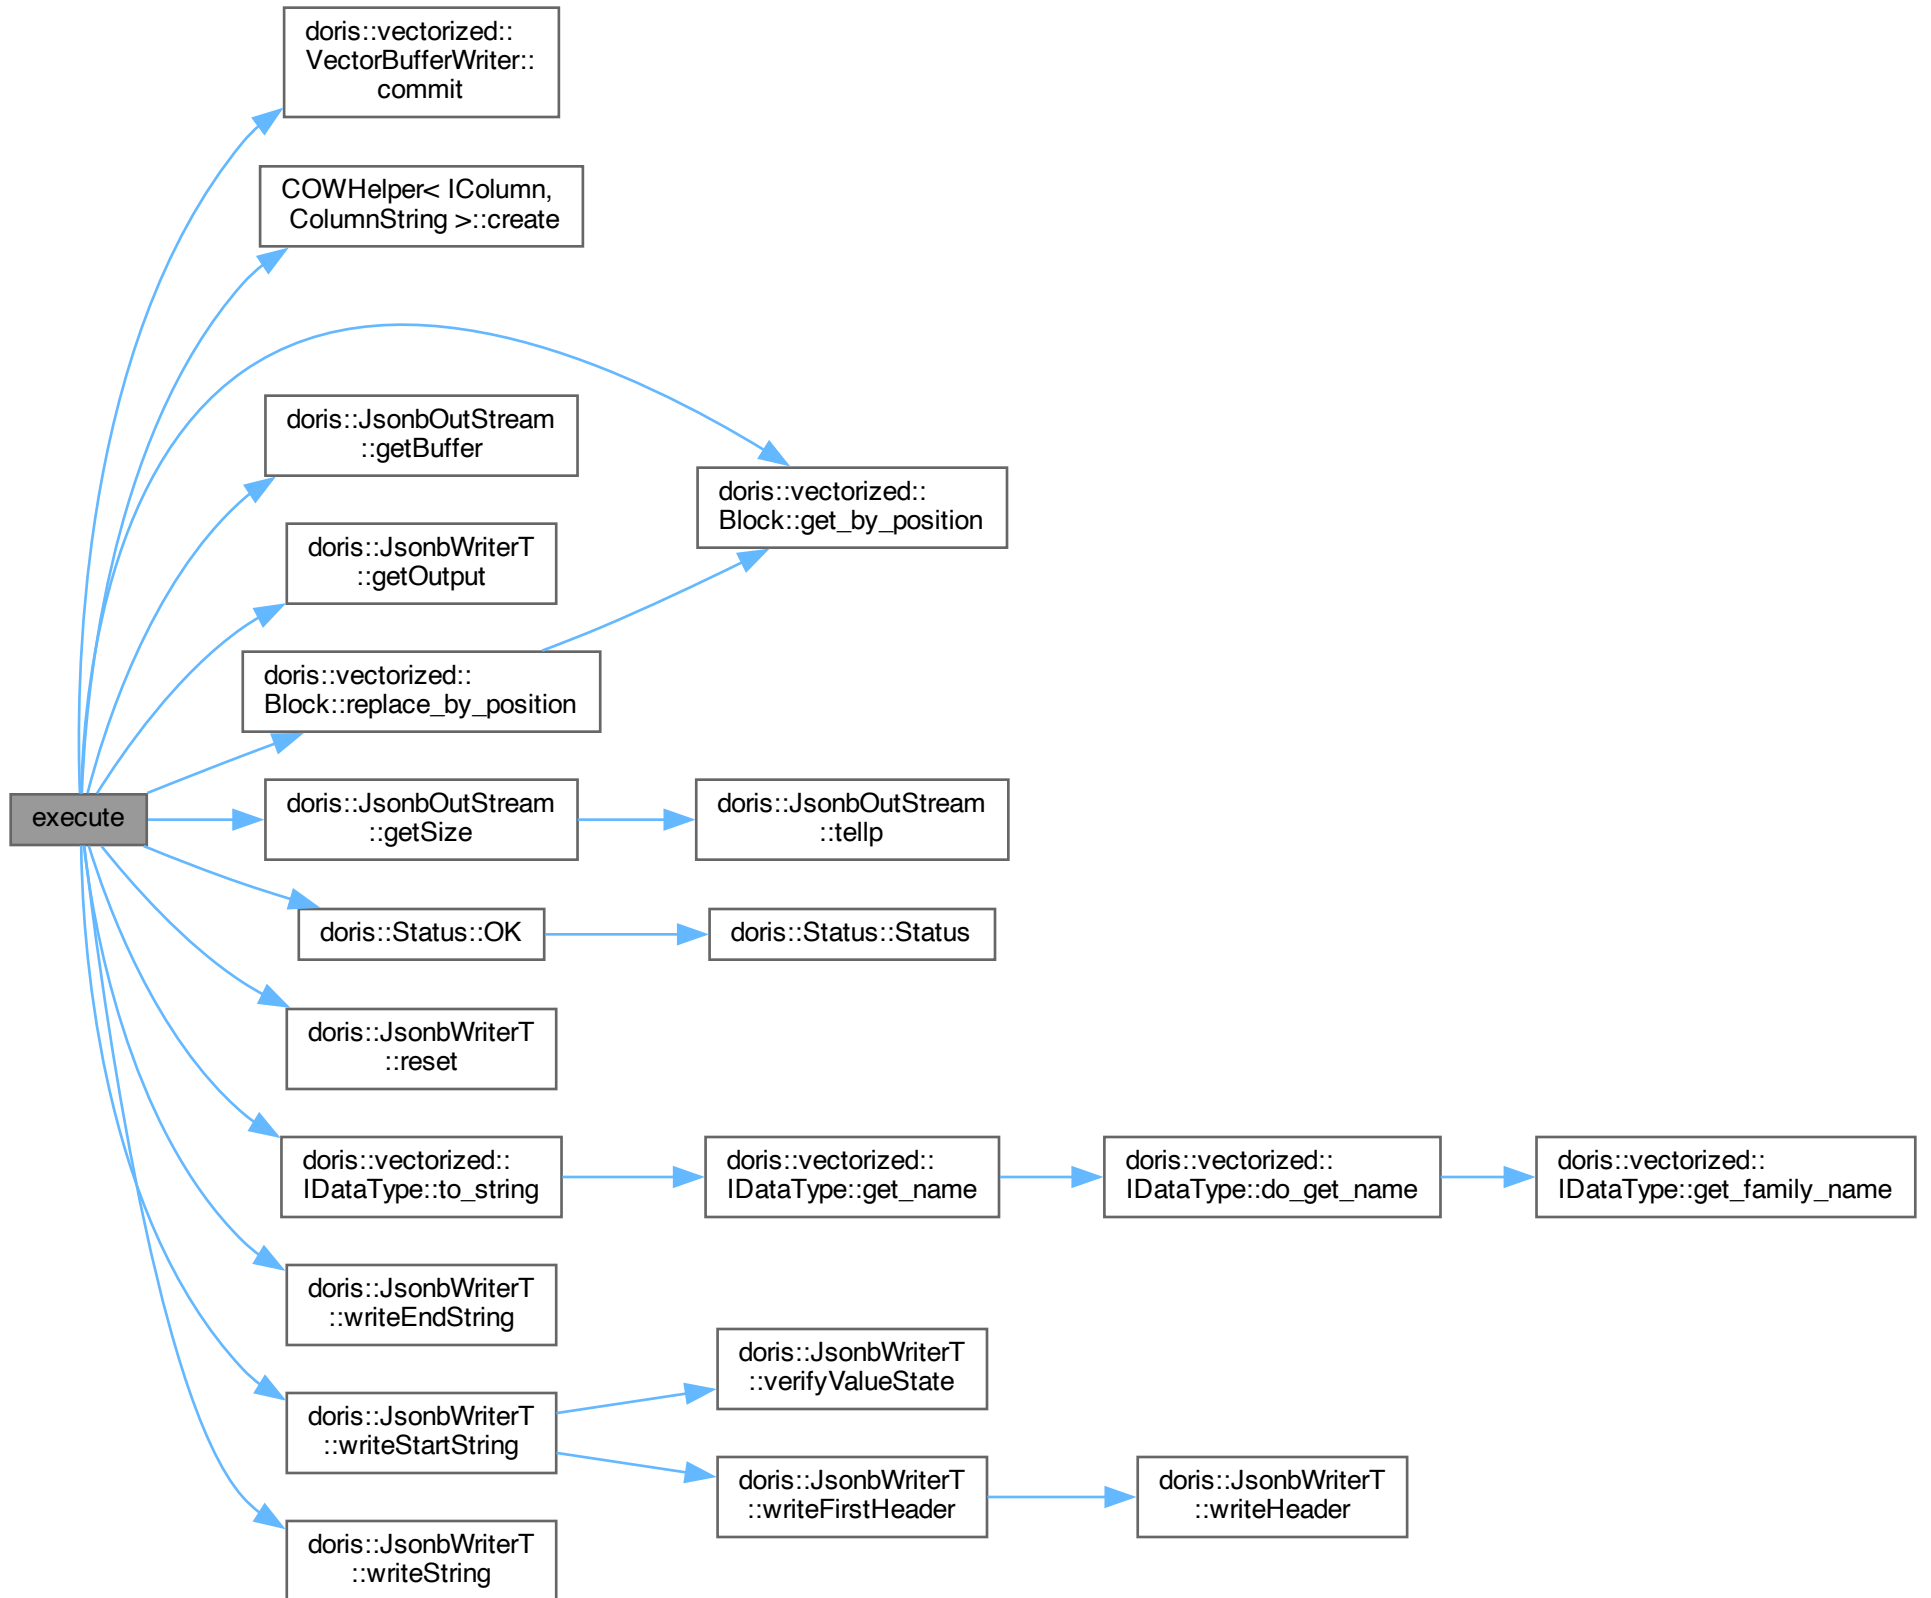 doris::vectorized::
VectorBufferWriter::
commit
COWHelper< IColumn,
ColumnString >::create
doris::JsonbOutStream
::getBuffer
doris::vectorized::
Block::get_by_position
doris::JsonbWriterT
::getOutput
doris::vectorized::
Block::replace_by_position
execute
doris::JsonbOutStream
::getSize
doris::JsonbOutStream
::tellp
doris::Status::OK
doris::Status::Status
doris::JsonbWriterT
::reset
doris::vectorized::
IDataType::to_string
doris::vectorized::
IDataType::get_name
doris::vectorized::
IDataType::do_get_name
doris::vectorized::
IDataType::get_family_name
doris::JsonbWriterT
::writeEndString
doris::JsonbWriterT
::writeStartString
doris::JsonbWriterT
::verifyValueState
doris::JsonbWriterT
::writeFirstHeader
doris::JsonbWriterT
::writeHeader
doris::JsonbWriterT
::writeString